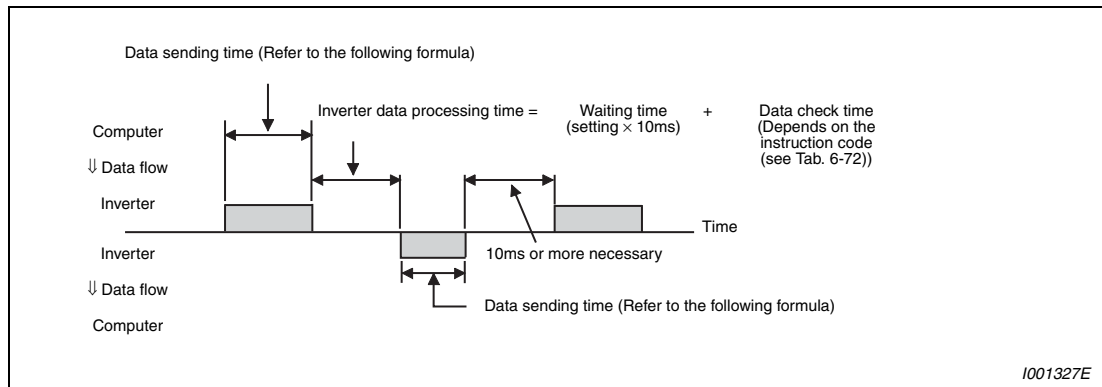 Data sending time (Refer to the following formula)
Inverter data processing time =
Waiting time
(setting × 10ms)
+
Data check time
(Depends on the
instruction code
(see Tab. 6-72))
Computer
⇓ Data flow
Inverter
Time
Inverter
10ms or more necessary
⇓ Data flow
Data sending time (Refer to the following formula)
Computer
I001327E